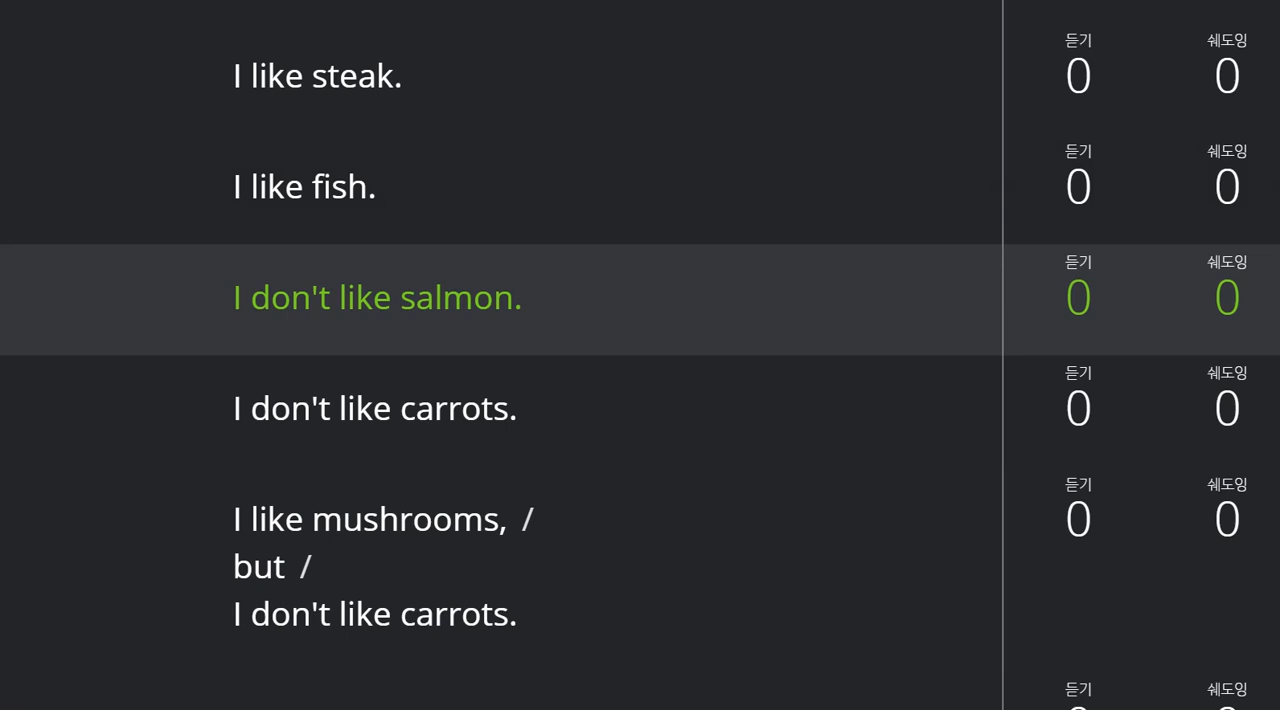 듣기 쉐도잉
I like steak. 0 0
듣기 쉐도잉
I like fish. 0 0
듣기 쉐도잉
I don't like salmon. 0 0
듣기 쉐도잉
I don't like carrots. 0 0
듣기 쉐도잉
I like mushrooms, / 0 0
but /
I don't like carrots.
듣기 쉐도잉